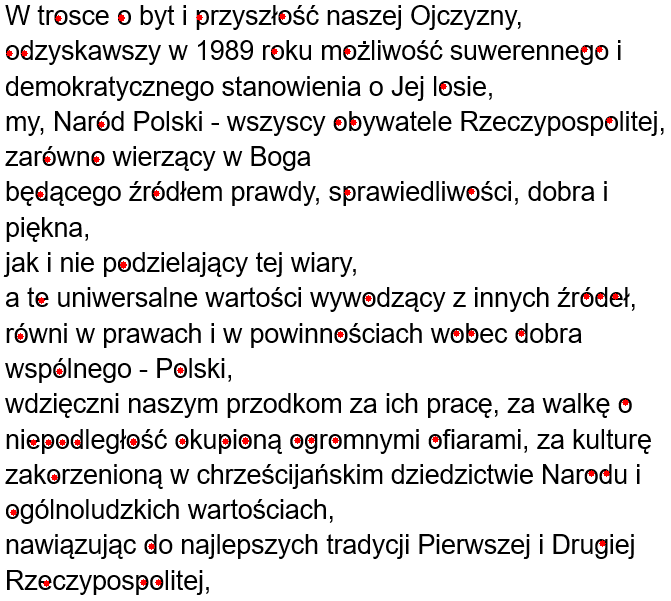 W trosce o byt i przyszłość naszej Ojczyzny,
odzyskawszy w 1989 roku możliwość suwerennego i
demokratycznego stanowienia o Jej losie,
my, Naród Polski - wszyscy obywatele Rzeczypospolitej,
zarówno wierzący w Boga
będącego źródłem prawdy, sprawiedliwości, dobra i
piękna,
jak i nie podzielający tej wiary,
a te uniwersalne wartości wywodzący z innych źródeł,
równi w prawach i w powinnościach wobec dobra
wspólnego - Polski,
wdzięczni naszym przodkom za ich pracę, za walkę o
niepodległość okupioną ogromnymi ofiarami, za kulturę
zakorzenioną w chrześcijańskim dziedzictwie Narodu i
ogólnoludzkich wartościach,
nawiązując do najlepszych tradycji Pierwszej i Drugiej
Rzeczypospolitej,